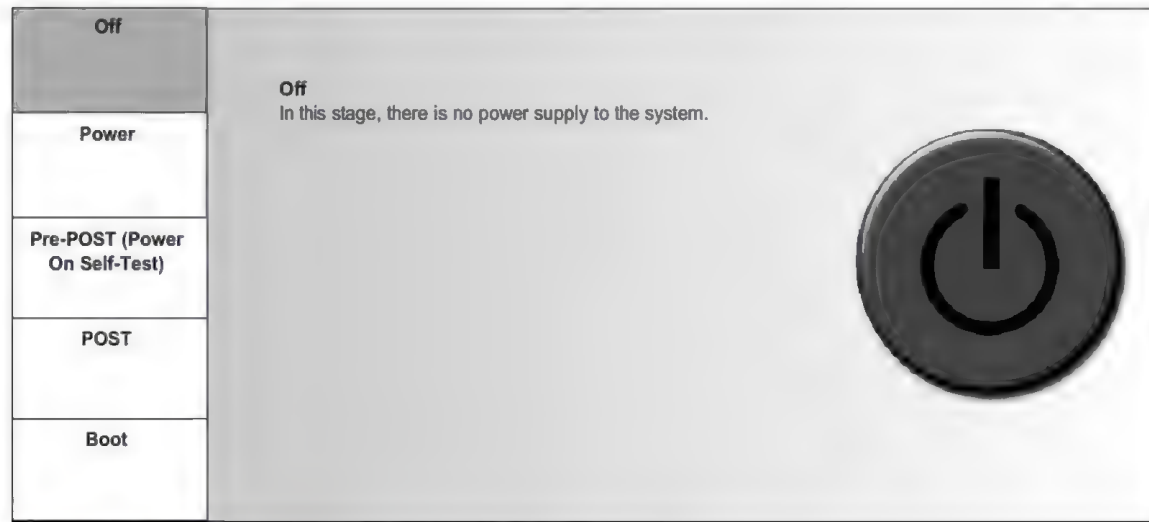 Off
Power
Pre-POST (Power
On Self-Test)
POST
Boot
Off
In this stage, there is no power supply to the system.